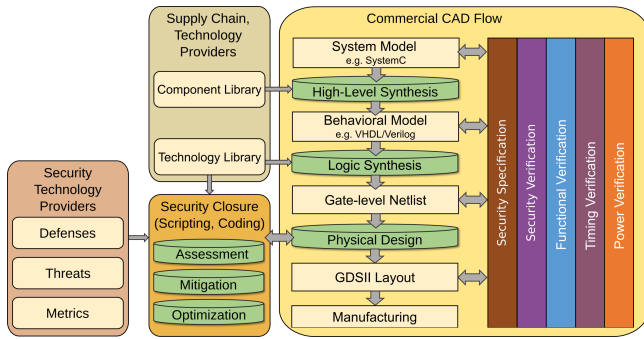 Supply Chain,
Technology
Providers
Component Library
Technology Library
Security
Technology
Providers
Defenses
Threats
Metrics
Security Closure
(Scripting, Coding)
Assessment
Mitigation
Optimization
Commercial CAD Flow
System Model
e.g. SystemC
High-Level Synthesis
Behavioral Model
e.g. VHDL/Verilog
Logic Synthesis
Gate-level Netlist
Physical Design
GDSII Layout
Manufacturing
Security Specification
Security Verification
Functional Verification
Timing Verification
Power Verification